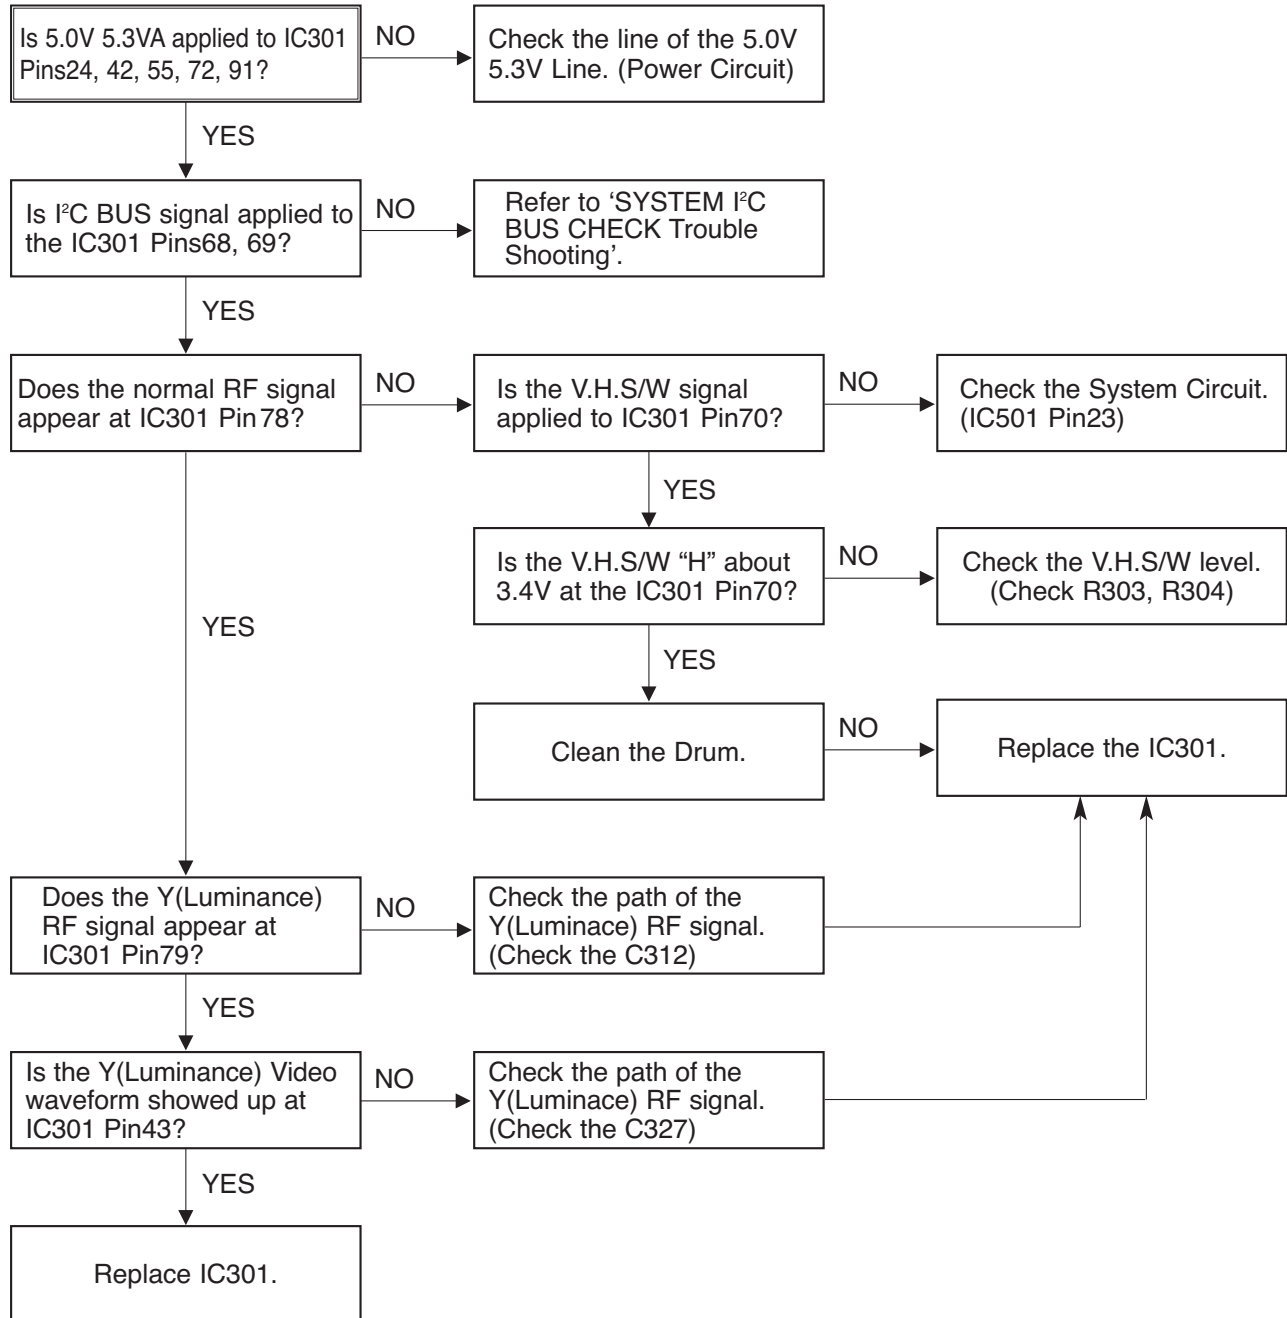 Is 5.0V 5.3VA applied to IC301
Pins24, 42, 55, 72, 91?
NO
Check the line of the 5.0V
5.3V Line. (Power Circuit)
YES
Is I²C BUS signal applied to
the IC301 Pins68, 69?
NO
Refer to ‘SYSTEM I²C
BUS CHECK Trouble
Shooting’.
YES
Does the normal RF signal
appear at IC301 Pin78?
NO
Is the V.H.S/W signal
applied to IC301 Pin70?
NO
Check the System Circuit.
(IC501 Pin23)
YES
Is the V.H.S/W “H” about
3.4V at the IC301 Pin70?
NO
Check the V.H.S/W level.
(Check R303, R304)
YES
YES
Clean the Drum.
NO
Replace the IC301.
Does the Y(Luminance)
RF signal appear at
IC301 Pin79?
NO
Check the path of the
Y(Luminace) RF signal.
(Check the C312)
YES
Is the Y(Luminance) Video
waveform showed up at
IC301 Pin43?
NO
Check the path of the
Y(Luminace) RF signal.
(Check the C327)
YES
Replace IC301.